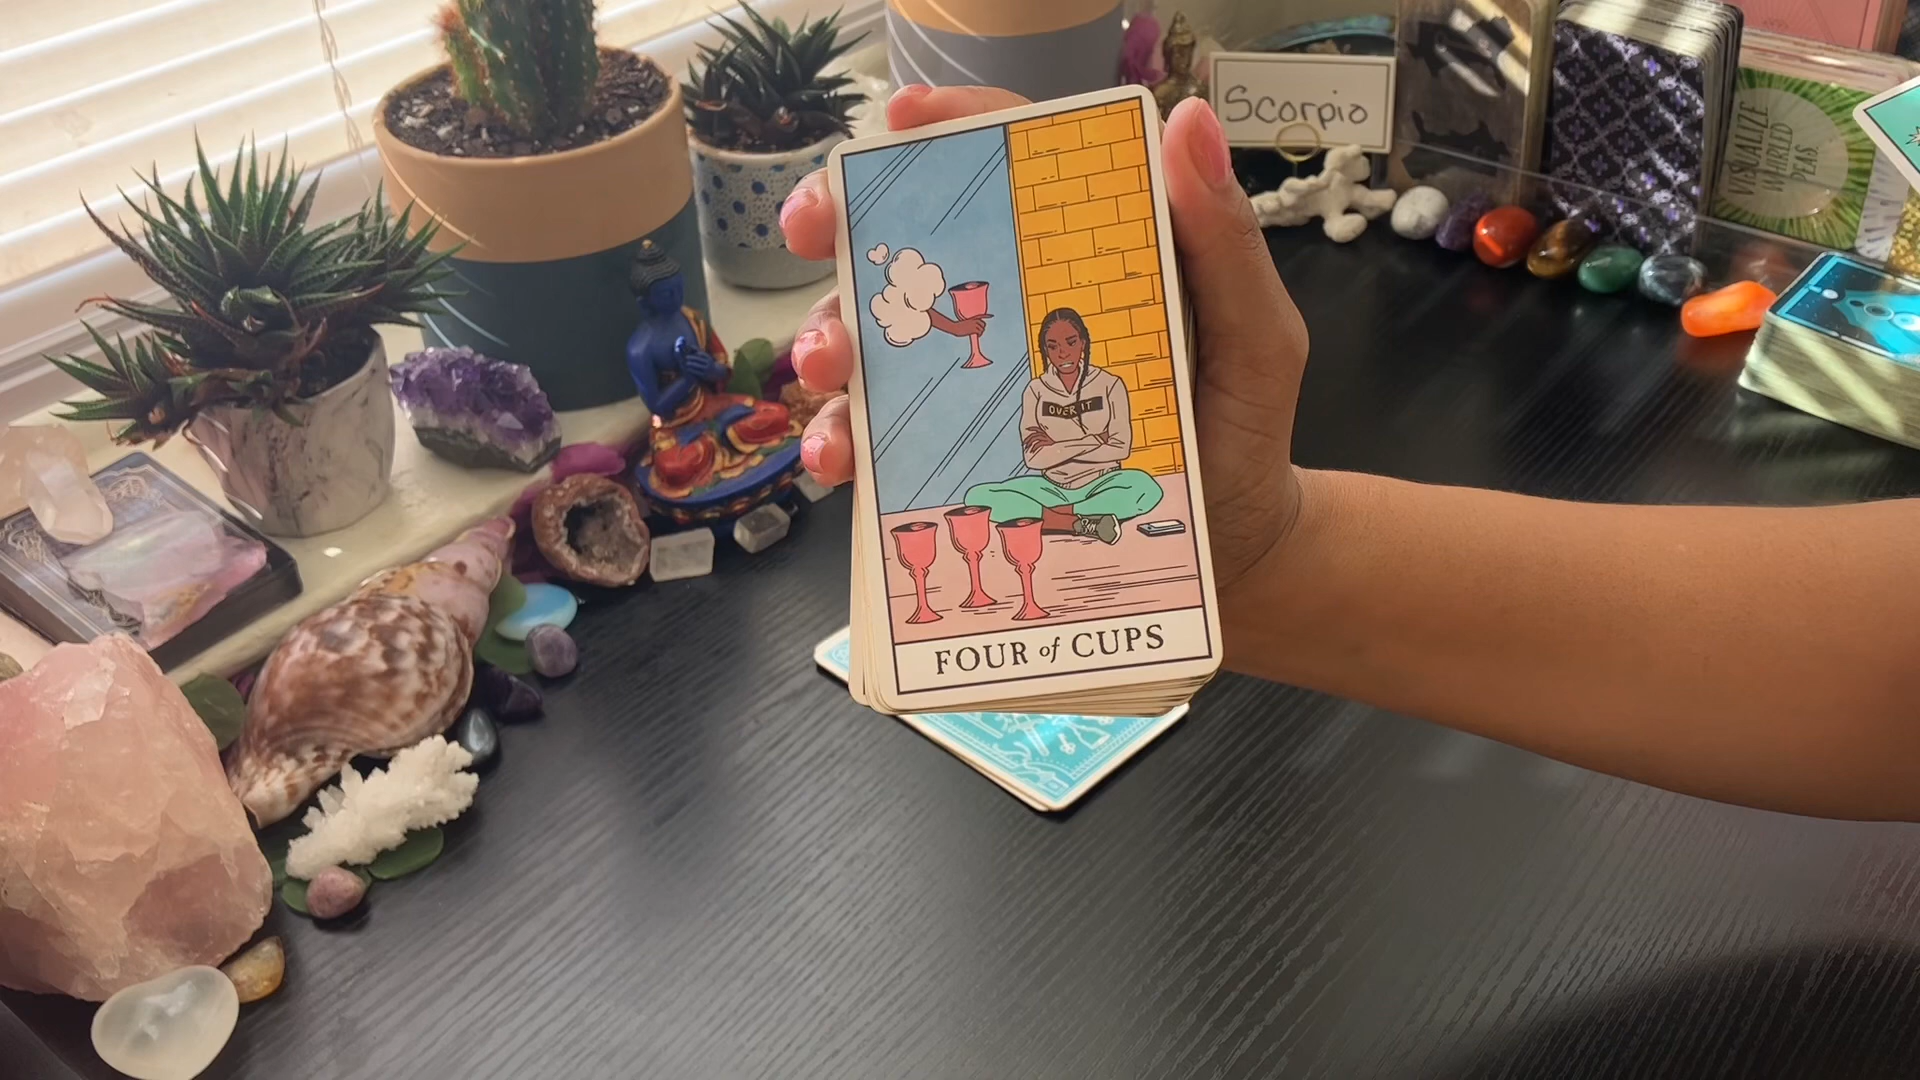 Scorpio
VISUALIZE
WHIRLED
PEAS
OVER IT
FOUR of CUPS